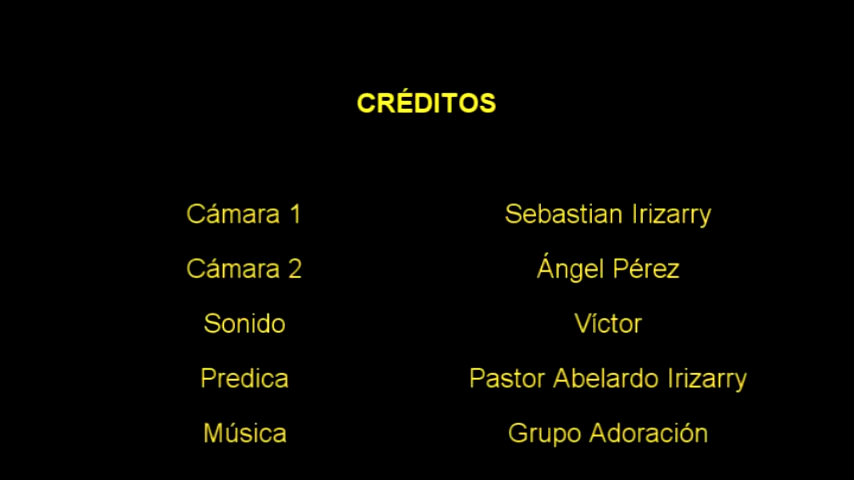 CRÉDITOS
Cámara 1 Sebastian Irizarry
Cámara 2 Ángel Pérez
Sonido Víctor
Predica Pastor Abelardo Irizarry
Música Grupo Adoración